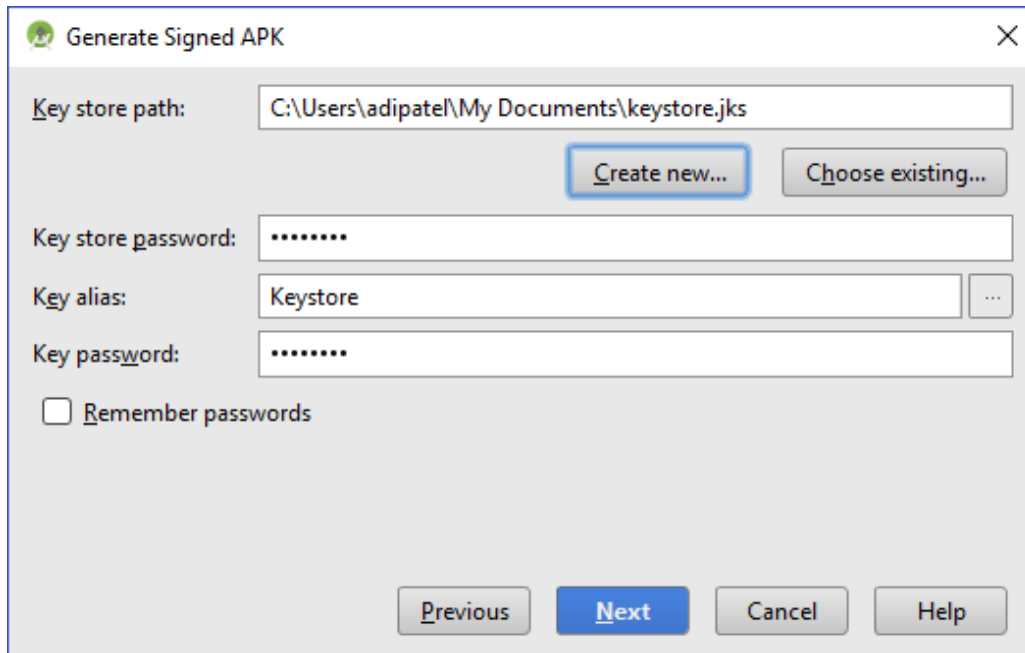 Generate Signed APK
Key store path: C:\Users\adipatel\My Documents\keystore.jks
Create new... Choose existing...
Key store password: ••••••••
Key alias: Keystore ...
Key password: ••••••••
Remember passwords
Previous Next Cancel Help